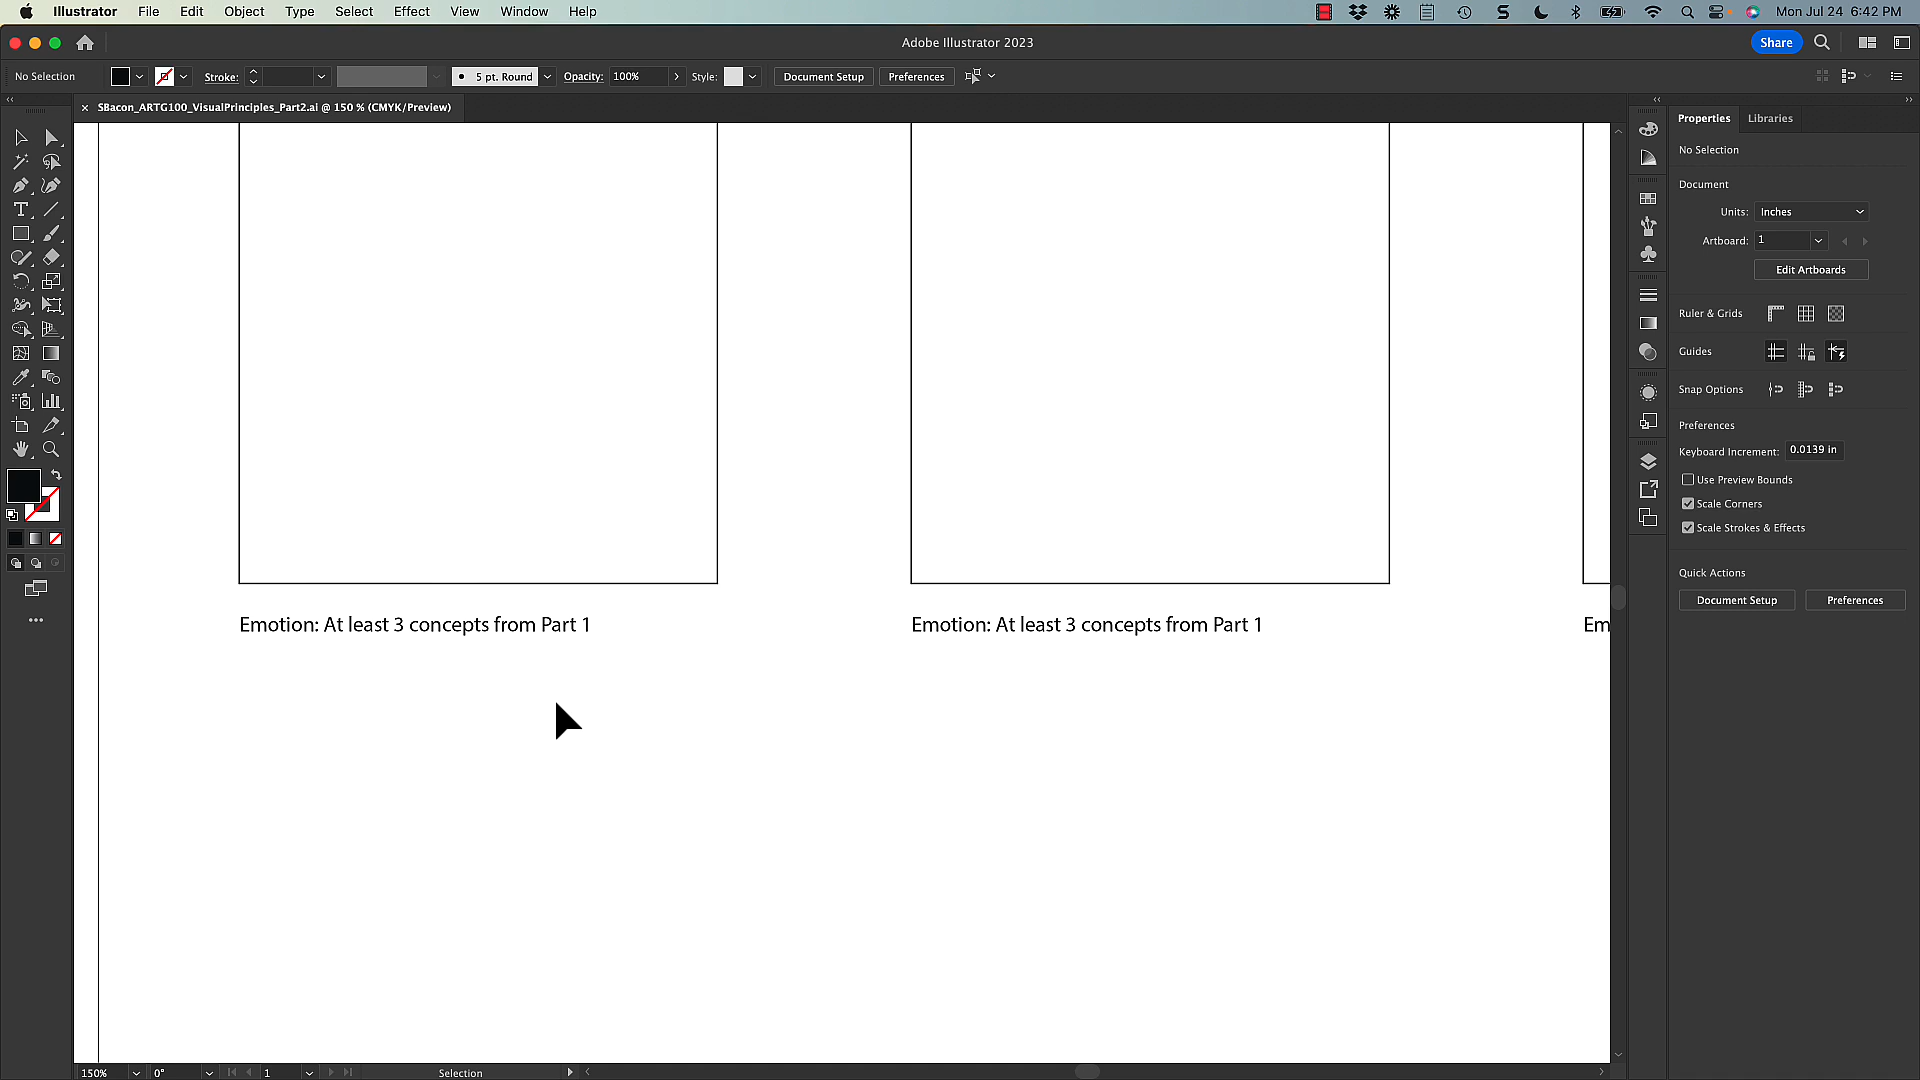 Illustrator File Edit Object Type Select Effect View Window Help Mon Jul 24 6:42 PM
Adobe Illustrator 2023 Share
No Selection Stroke: 5 pt. Round Opacity: 100% Style: Document Setup Preferences
SBacon_ARTG100_VisualPrinciples_Part2.ai @ 150 % (CMYK/Preview)
Properties Libraries
No Selection
Document
Units: Inches
Artboard: 1
Edit Artboards
Ruler & Grids
Guides
Snap Options
Preferences
Keyboard Increment: 0.0139 in
Use Preview Bounds
Scale Corners
Scale Strokes & Effects
Quick Actions
Document Setup Preferences
Emotion: At least 3 concepts from Part 1 Emotion: At least 3 concepts from Part 1 Em
150% 0° 1 Selection